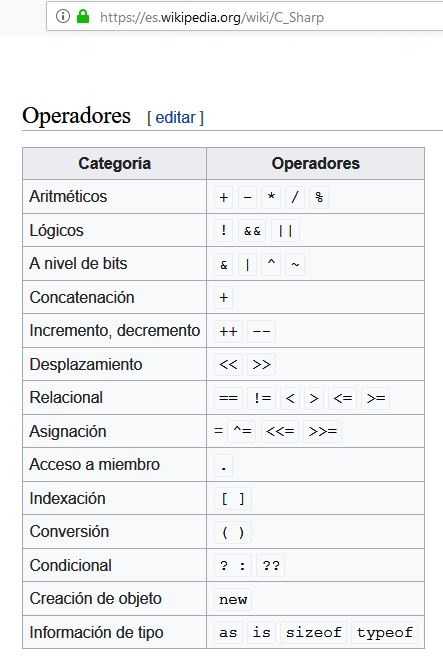 https://es.wikipedia.org/wiki/C_Sharp
Operadores [ editar ]
Categoría Operadores
Aritméticos + - * / %
Lógicos ! && ||
A nivel de bits & | ^ ~
Concatenación +
Incremento, decremento ++ --
Desplazamiento << >>
Relacional == != < > <= >=
Asignación = ^= <<= >>=
Acceso a miembro .
Indexación [ ]
Conversión ( )
Condicional ? : ??
Creación de objeto new
Información de tipo as is sizeof typeof